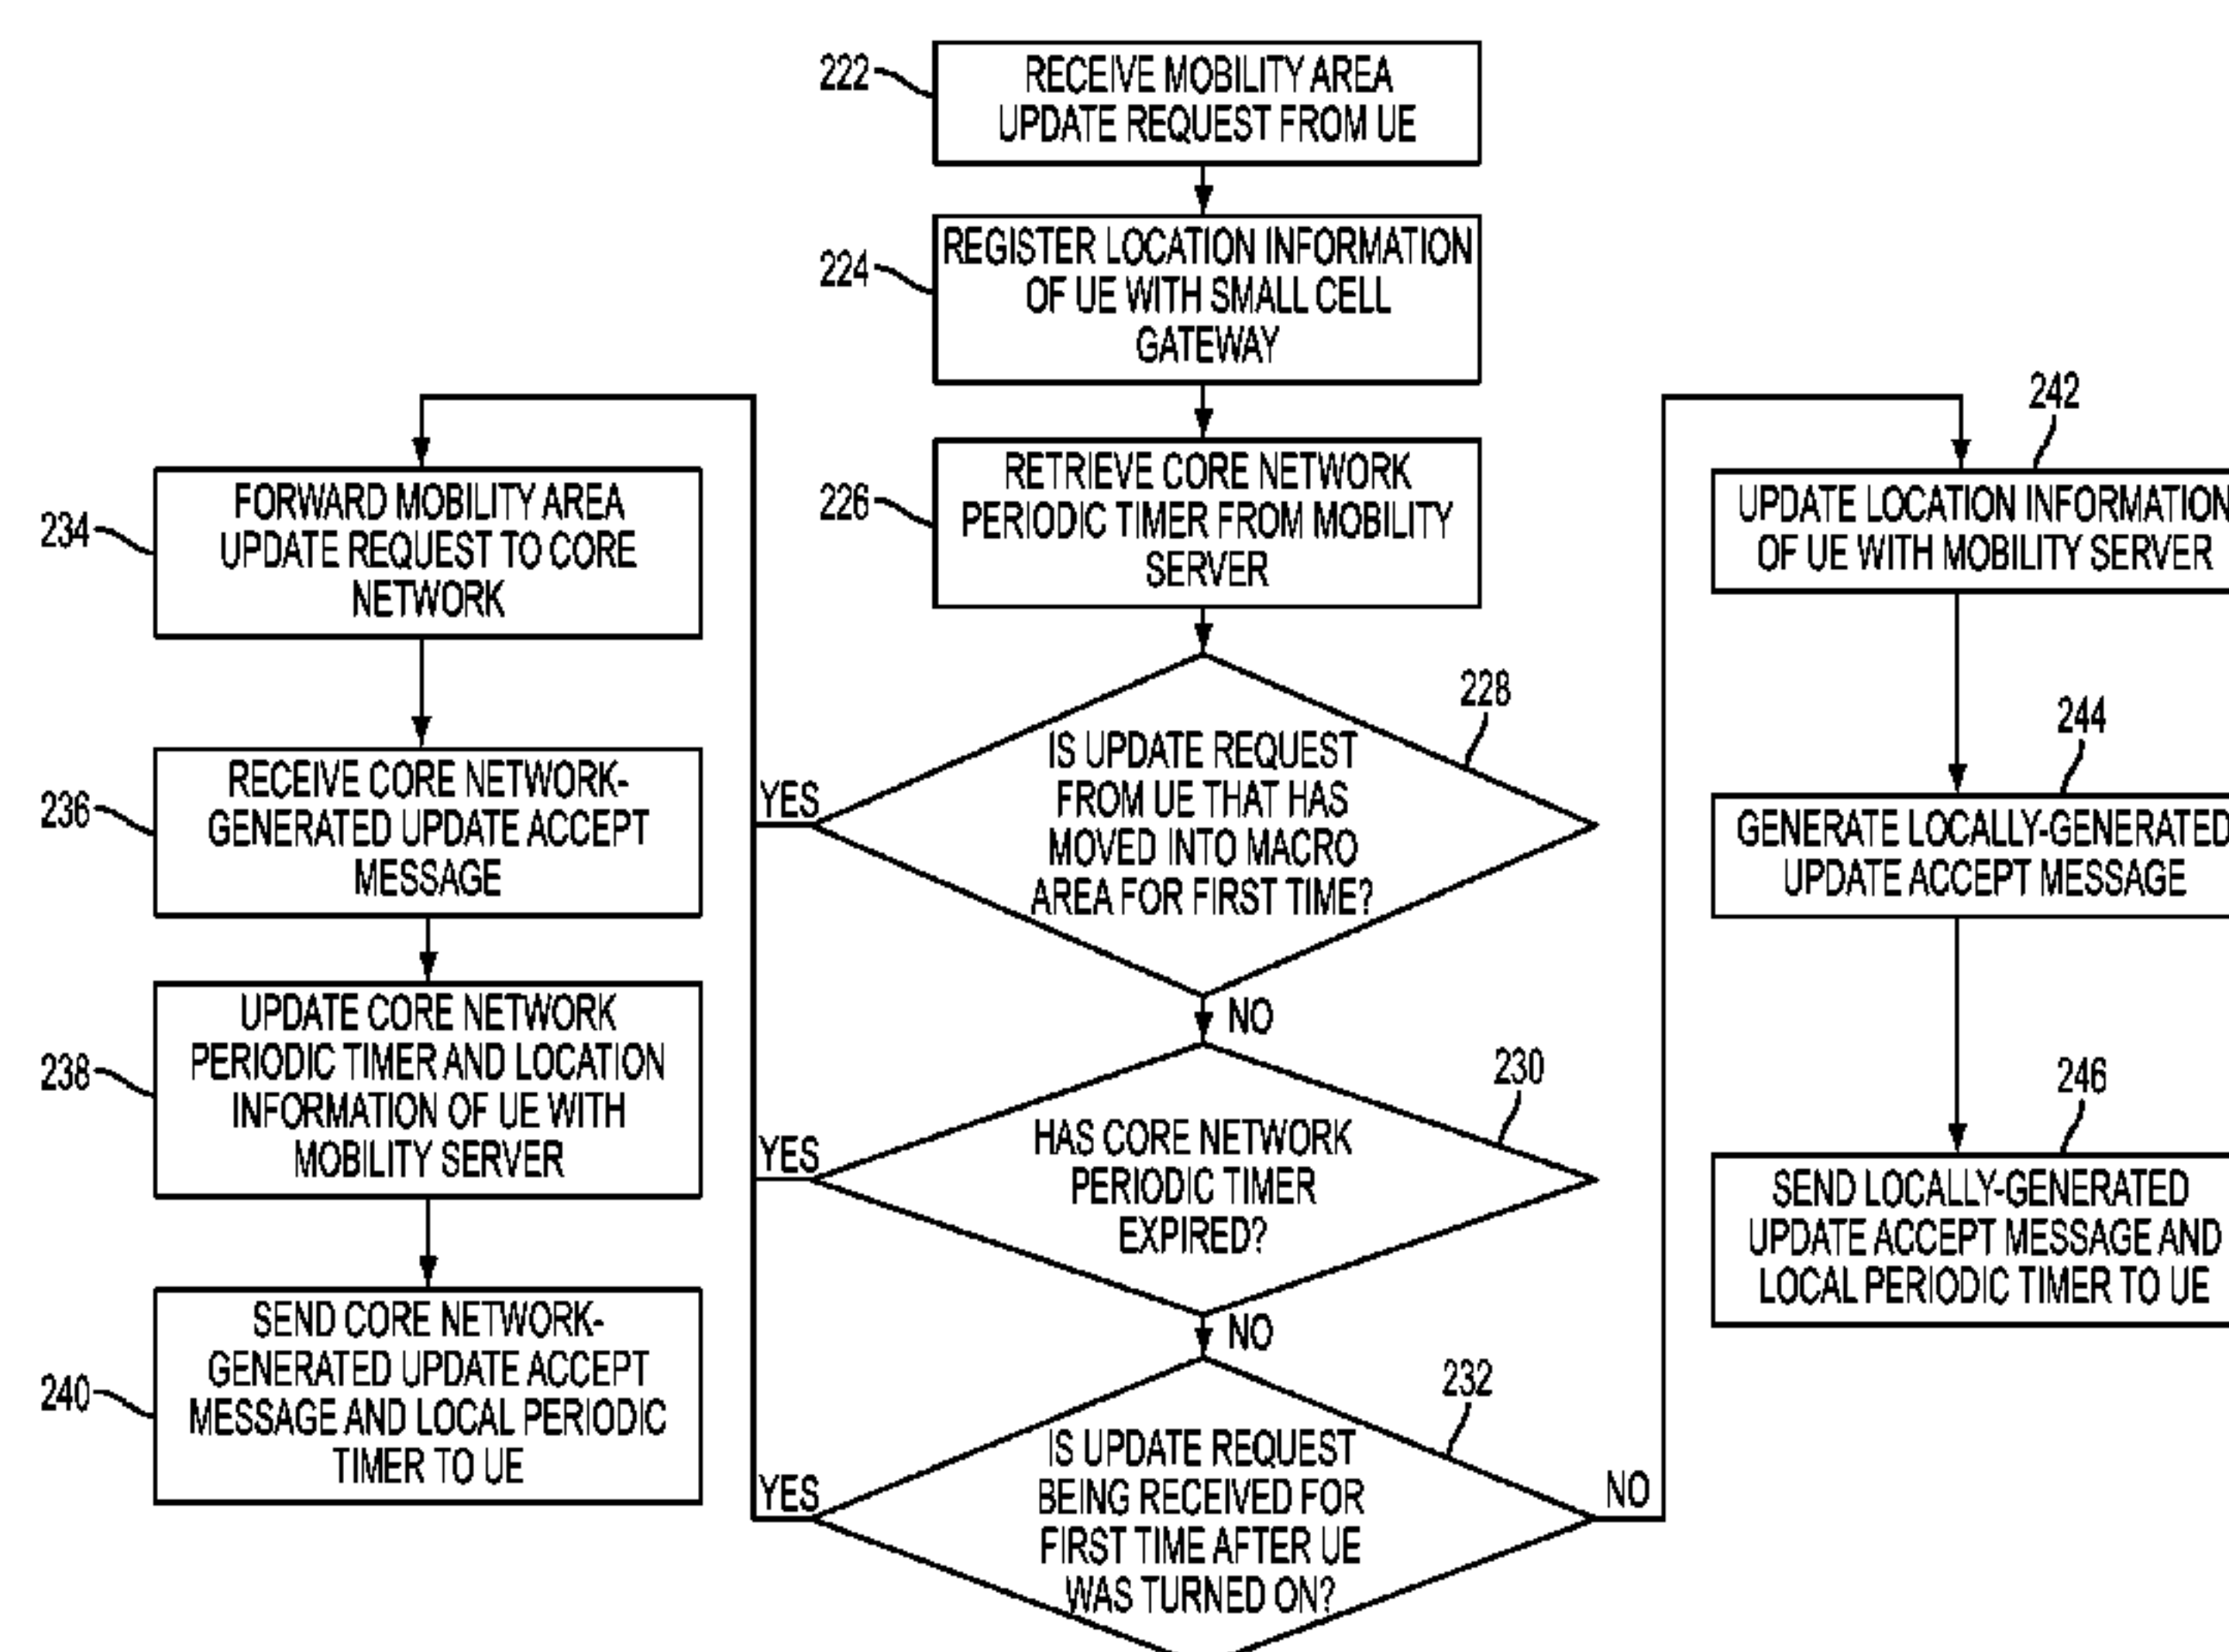 222
RECEIVE MOBILITY AREA
UPDATE REQUEST FROM UE
224
REGISTER LOCATION INFORMATION
OF UE WITH SMALL CELL
GATEWAY
226
RETRIEVE CORE NETWORK
PERIODIC TIMER FROM MOBILITY
SERVER
228
IS UPDATE REQUEST
FROM UE THAT HAS
MOVED INTO MACRO
AREA FOR FIRST TIME?
YES
NO
230
HAS CORE NETWORK
PERIODIC TIMER
EXPIRED?
YES
NO
232
IS UPDATE REQUEST
BEING RECEIVED FOR
FIRST TIME AFTER UE
WAS TURNED ON?
YES
NO
234
FORWARD MOBILITY AREA
UPDATE REQUEST TO CORE
NETWORK
236
RECEIVE CORE NETWORK-
GENERATED UPDATE ACCEPT
MESSAGE
238
UPDATE CORE NETWORK
PERIODIC TIMER AND LOCATION
INFORMATION OF UE WITH
MOBILITY SERVER
240
SEND CORE NETWORK-
GENERATED UPDATE ACCEPT
MESSAGE AND LOCAL PERIODIC
TIMER TO UE
242
UPDATE LOCATION INFORMATION
OF UE WITH MOBILITY SERVER
244
GENERATE LOCALLY-GENERATED
UPDATE ACCEPT MESSAGE
246
SEND LOCALLY-GENERATED
UPDATE ACCEPT MESSAGE AND
LOCAL PERIODIC TIMER TO UE